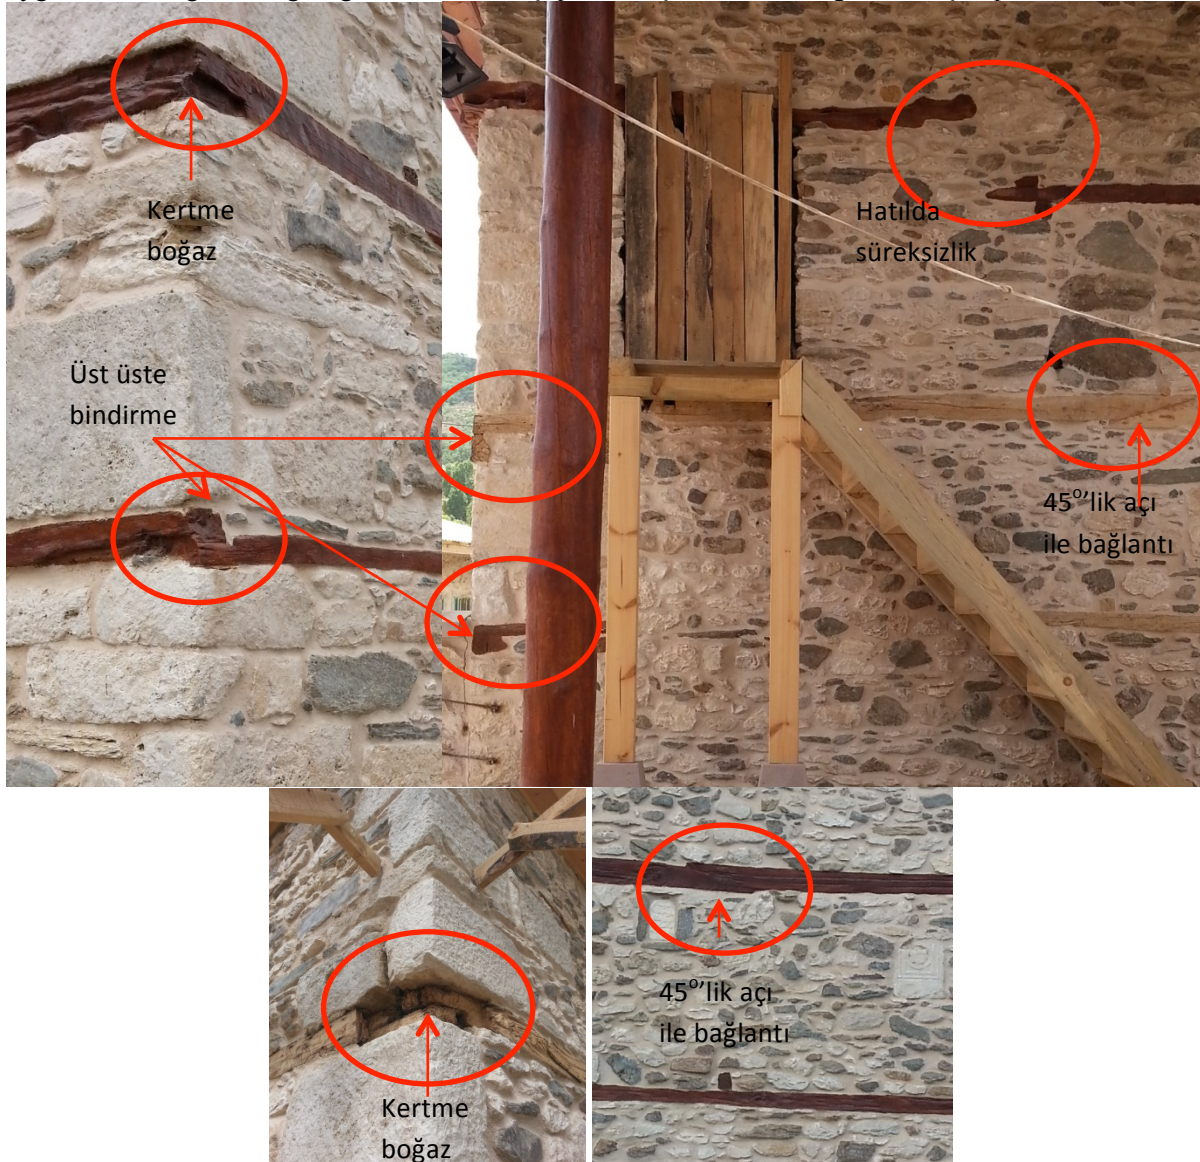 Kertme
boğaz
Hatılda
süreksizlik
Üst üste
bindirme
45°'lik açı
ile bağlantı
45°'lik açı
ile bağlantı
Kertme
boğaz